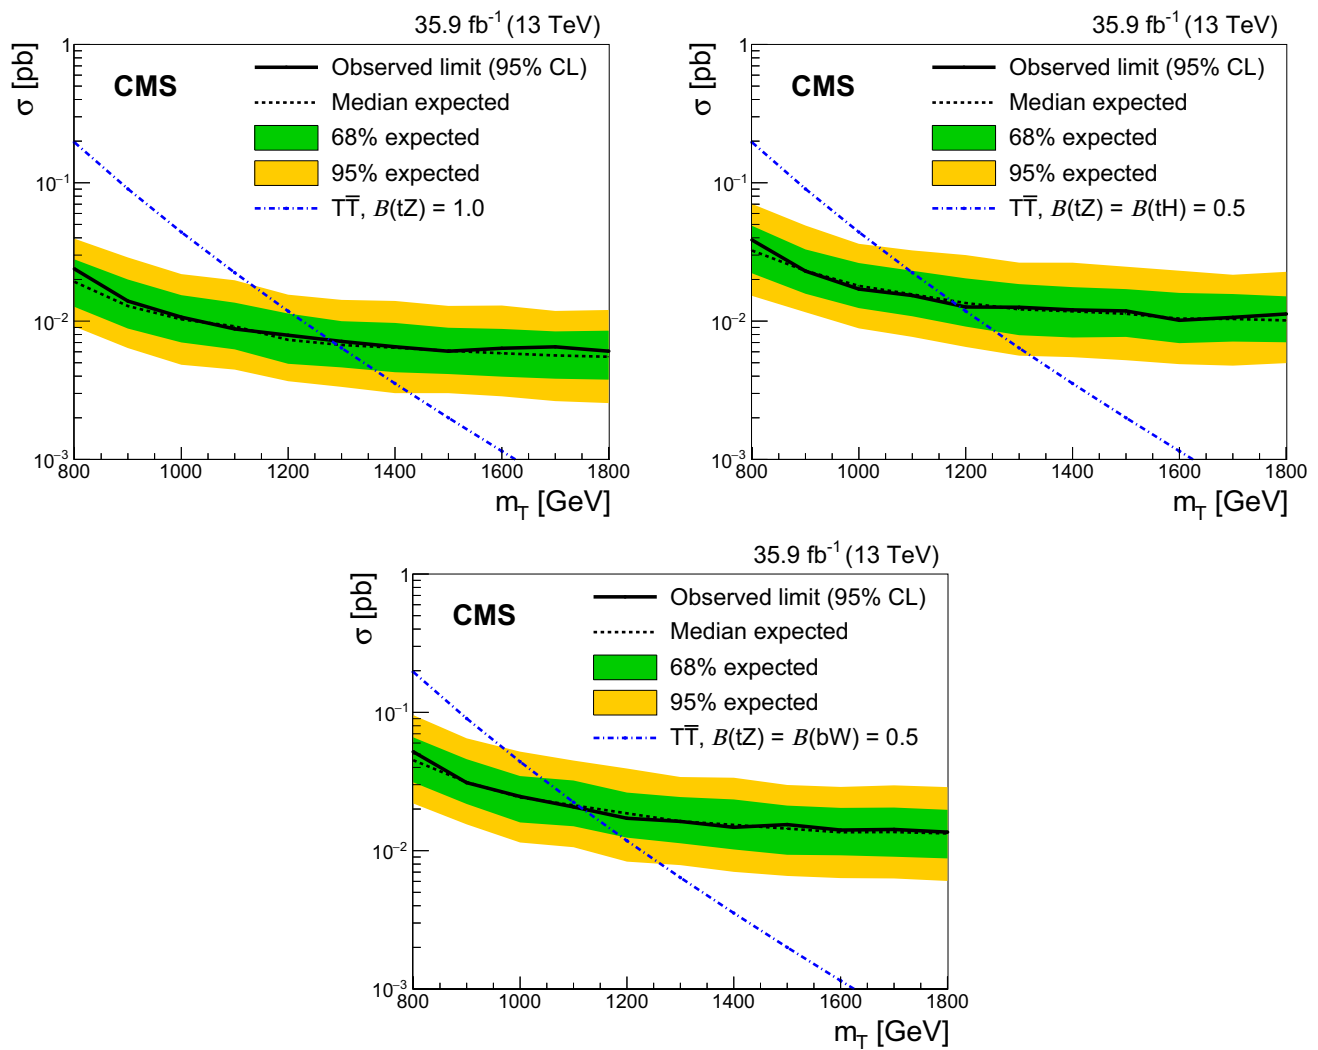 35.9 fb⁻¹ (13 TeV)
σ [pb]
CMS
Observed limit (95% CL)
Median expected
68% expected
95% expected
TT̅, B(tZ) = 1.0
1
10⁻¹
10⁻²
10⁻³
800 1000 1200 1400 1600 1800
m_T [GeV]
35.9 fb⁻¹ (13 TeV)
σ [pb]
CMS
Observed limit (95% CL)
Median expected
68% expected
95% expected
TT̅, B(tZ) = B(tH) = 0.5
1
10⁻¹
10⁻²
10⁻³
800 1000 1200 1400 1600 1800
m_T [GeV]
35.9 fb⁻¹ (13 TeV)
σ [pb]
CMS
Observed limit (95% CL)
Median expected
68% expected
95% expected
TT̅, B(tZ) = B(bW) = 0.5
1
10⁻¹
10⁻²
10⁻³
800 1000 1200 1400 1600 1800
m_T [GeV]